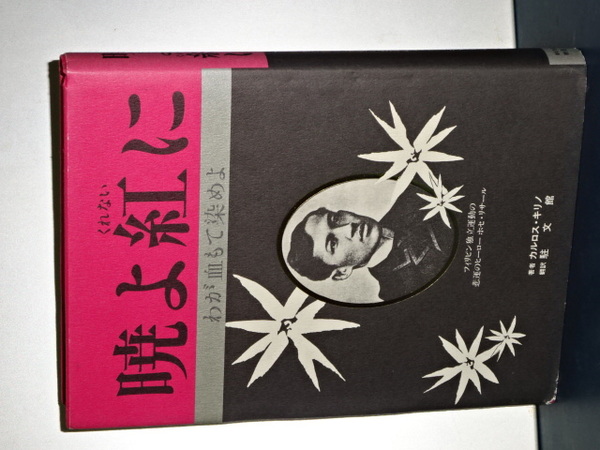 暁よ紅に
くれない
わが血もて染めよ
フィリピン独立運動の
悲運のヒーロー ホセ・リサール
著者 カルロス・キリノ
翻訳 駐文館